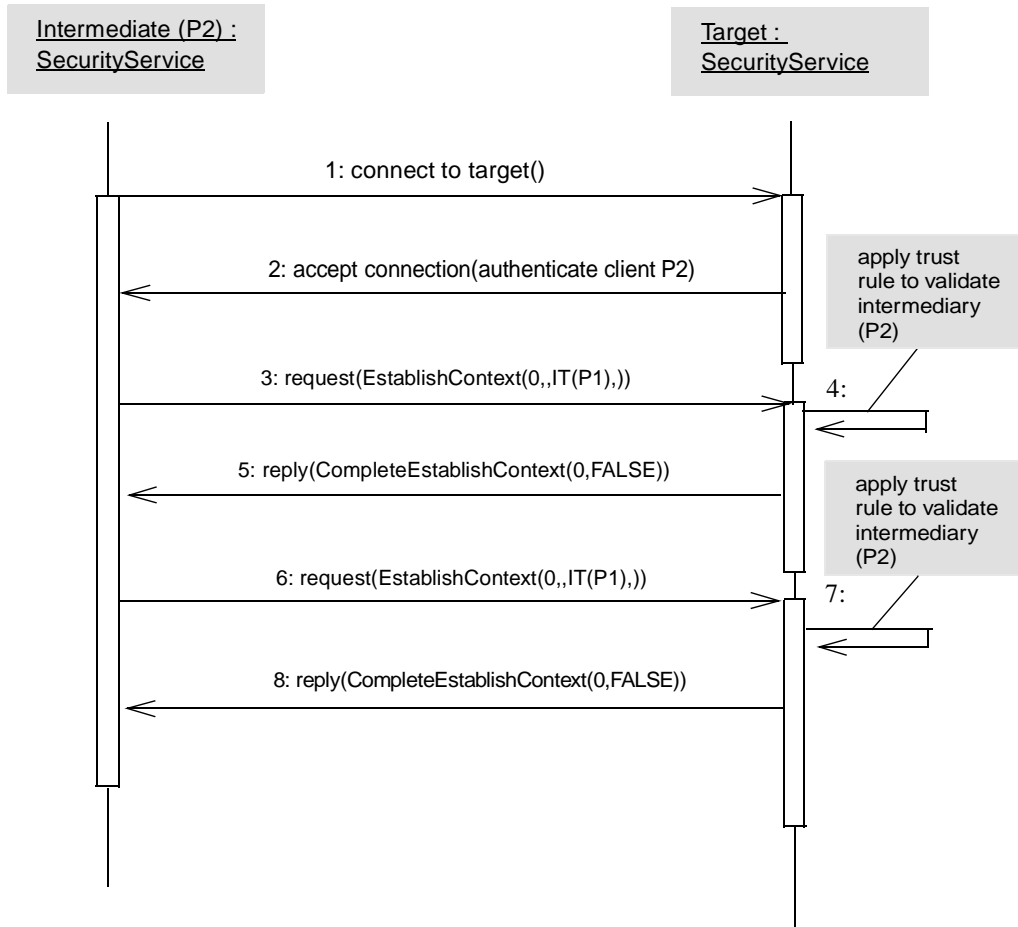 Intermediate (P2) :
SecurityService
Target :
SecurityService
1: connect to target()
2: accept connection(authenticate client P2)
apply trust
rule to validate
intermediary
(P2)
3: request(EstablishContext(0,,IT(P1),))
4:
5: reply(CompleteEstablishContext(0,FALSE))
apply trust
rule to validate
intermediary
(P2)
6: request(EstablishContext(0,,IT(P1),))
7:
8: reply(CompleteEstablishContext(0,FALSE))